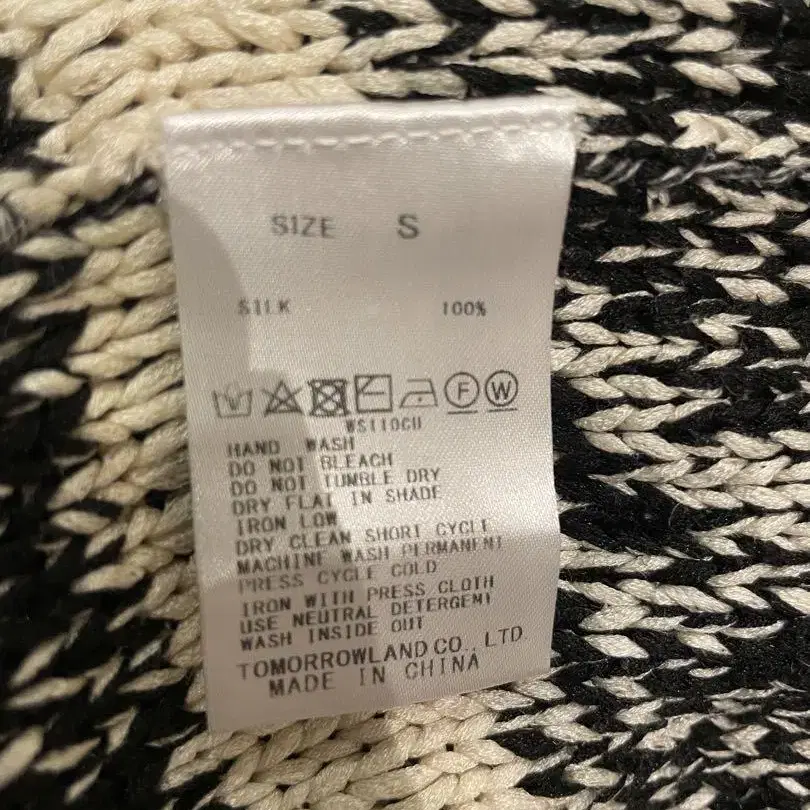 SIZE S
SILK 100%
F W
WS110CU
HAND WASH
DO NOT BLEACH
DO NOT TUMBLE DRY
DRY FLAT IN SHADE
IRON LOW
DRY CLEAN SHORT CYCLE
MACHINE WASH PERMANENT
PRESS CYCLE COLD
IRON WITH PRESS CLOTH
USE NEUTRAL DETERGENT
WASH INSIDE OUT
TOMORROWLAND CO., LTD.
MADE IN CHINA